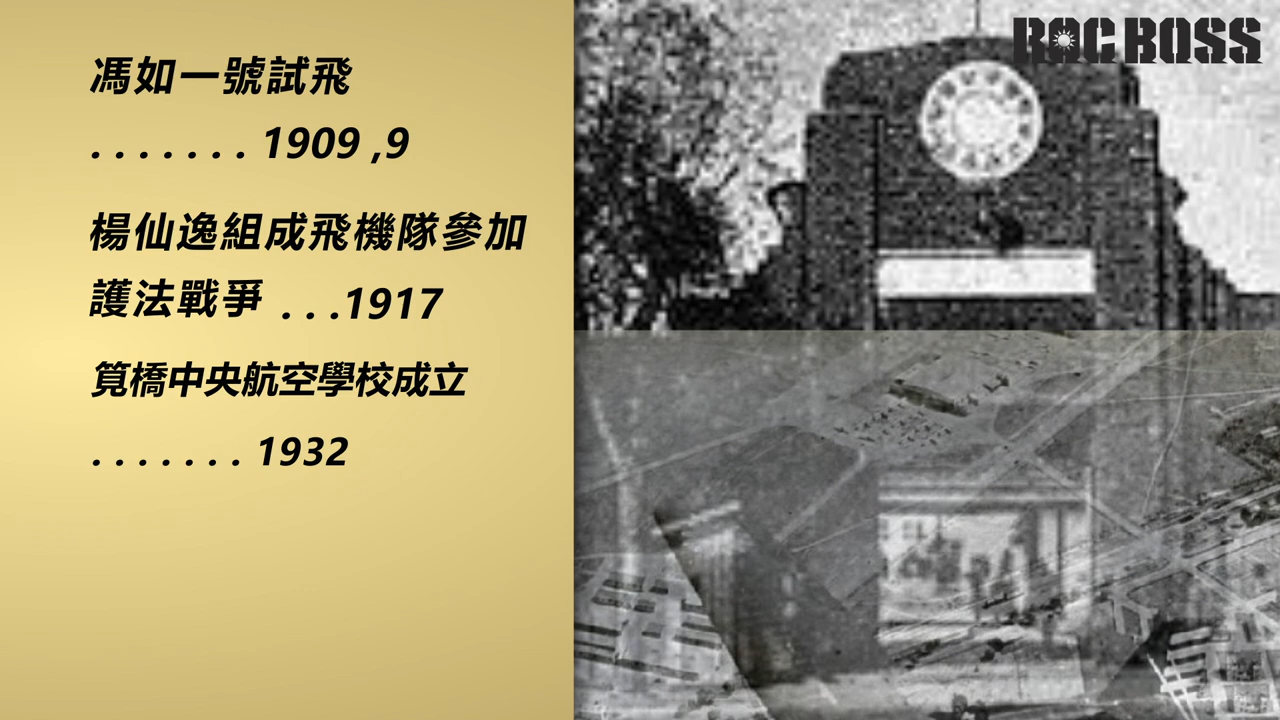 馮如一號試飛
. . . . . . . 1909 ,9
楊仙逸組成飛機隊參加
護法戰爭 . . .1917
筧橋中央航空學校成立
. . . . . . . 1932
ROC BOSS